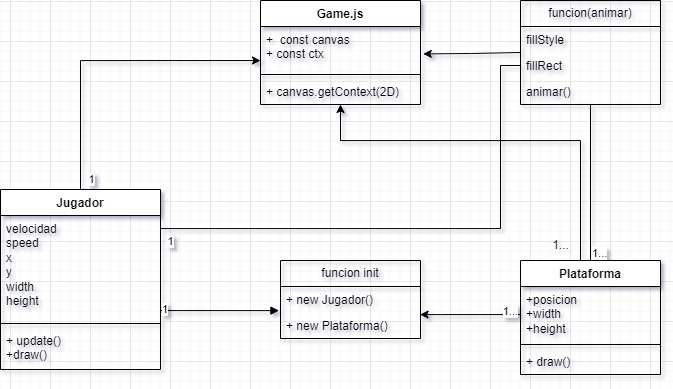 Game.js
+ const canvas
+ const ctx
+ canvas.getContext(2D)
funcion(animar)
fillStyle
fillRect
animar()
1
Jugador
velocidad
speed
x
y
width
height
+ update()
+draw()
1
1
funcion init
+ new Jugador()
+ new Plataforma()
1...
1...
1...
Plataforma
+posicion
+width
+height
+ draw()